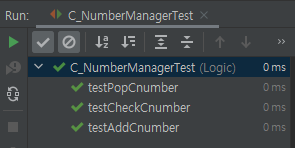 Run: C_NumberManagerTest ×
>>
C_NumberManagerTest (Logic) 0 ms
testPopCnumber 0 ms
testCheckCnumber 0 ms
testAddCnumber 0 ms